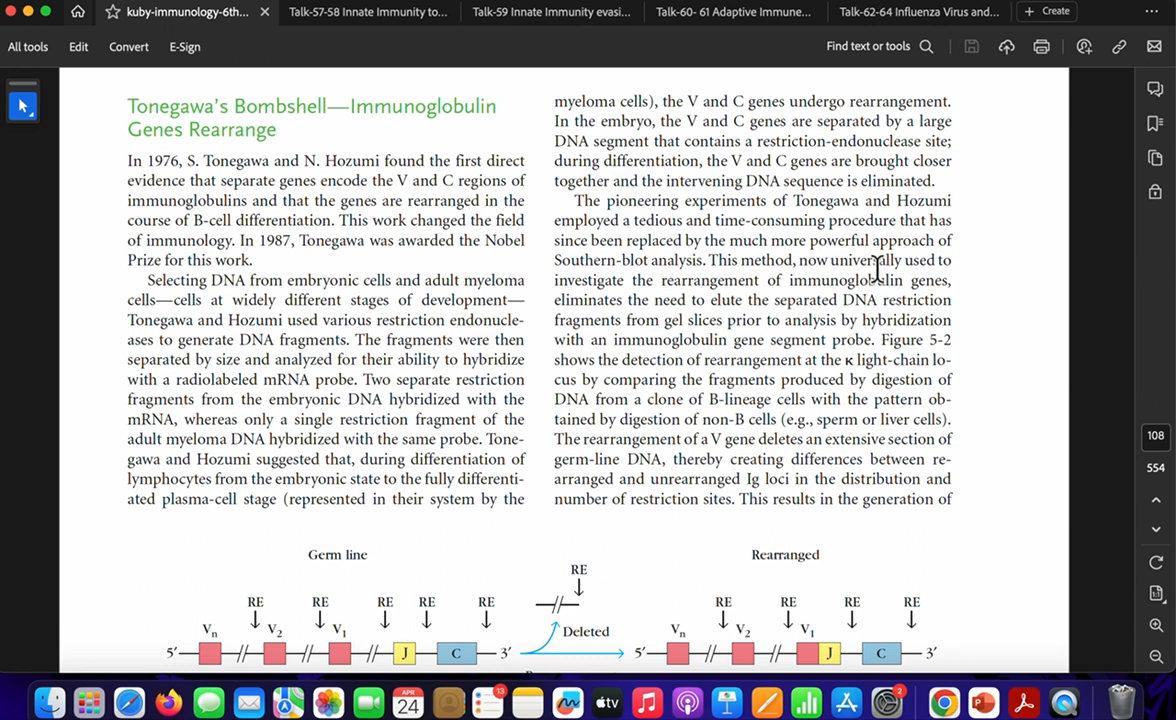 kuby-immunology-6th...
Talk-57-58 Innate Immunity to...
Talk-59 Innate Immunity evasi...
Talk-60- 61 Adaptive Immune...
Talk-62-64 Influenza Virus and...
+ Create
All tools
Edit
Convert
E-Sign
Find text or tools
Tonegawa's Bombshell—Immunoglobulin
Genes Rearrange
In 1976, S. Tonegawa and N. Hozumi found the first direct
evidence that separate genes encode the V and C regions of
immunoglobulins and that the genes are rearranged in the
course of B-cell differentiation. This work changed the field
of immunology. In 1987, Tonegawa was awarded the Nobel
Prize for this work.
Selecting DNA from embryonic cells and adult myeloma
cells—cells at widely different stages of development—
Tonegawa and Hozumi used various restriction endonucle-
ases to generate DNA fragments. The fragments were then
separated by size and analyzed for their ability to hybridize
with a radiolabeled mRNA probe. Two separate restriction
fragments from the embryonic DNA hybridized with the
mRNA, whereas only a single restriction fragment of the
adult myeloma DNA hybridized with the same probe. Tone-
gawa and Hozumi suggested that, during differentiation of
lymphocytes from the embryonic state to the fully differenti-
ated plasma-cell stage (represented in their system by the
myeloma cells), the V and C genes undergo rearrangement.
In the embryo, the V and C genes are separated by a large
DNA segment that contains a restriction-endonuclease site;
during differentiation, the V and C genes are brought closer
together and the intervening DNA sequence is eliminated.
The pioneering experiments of Tonegawa and Hozumi
employed a tedious and time-consuming procedure that has
since been replaced by the much more powerful approach of
Southern-blot analysis. This method, now universally used to
investigate the rearrangement of immunoglobulin genes,
eliminates the need to elute the separated DNA restriction
fragments from gel slices prior to analysis by hybridization
with an immunoglobulin gene segment probe. Figure 5-2
shows the detection of rearrangement at the κ light-chain lo-
cus by comparing the fragments produced by digestion of
DNA from a clone of B-lineage cells with the pattern ob-
tained by digestion of non-B cells (e.g., sperm or liver cells).
The rearrangement of a V gene deletes an extensive section of
germ-line DNA, thereby creating differences between re-
arranged and unrearranged Ig loci in the distribution and
number of restriction sites. This results in the generation of
108
554
Germ line
Rearranged
RE
RE RE RE RE RE
RE RE RE RE
Vn V2 V1
Deleted
Vn V2 V1
5′ J C 3′
5′ J C 3′
APR
24
13
tv
2